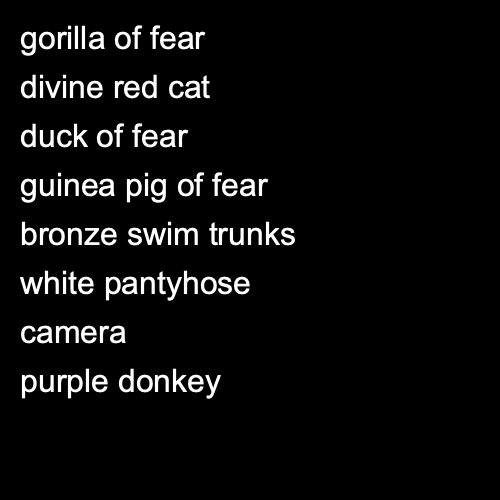 gorilla of fear
divine red cat
duck of fear
guinea pig of fear
bronze swim trunks
white pantyhose
camera
purple donkey